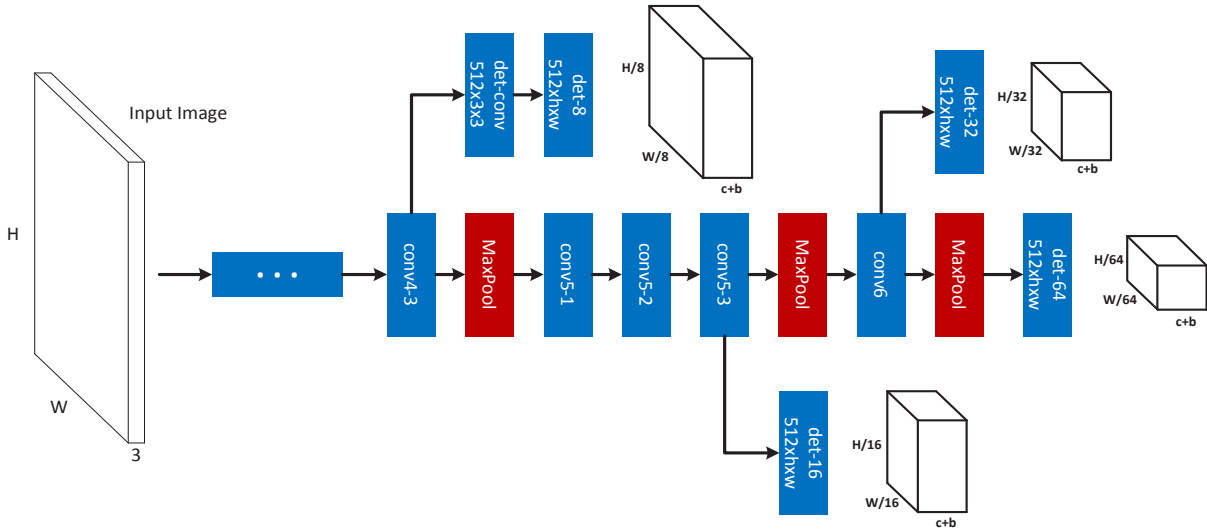 Input Image
H
W
3
. . .
conv4-3
det-conv
512x3x3
det-8
512xhxw
H/8
W/8
c+b
MaxPool
conv5-1
conv5-2
conv5-3
det-16
512xhxw
H/16
W/16
c+b
MaxPool
conv6
det-32
512xhxw
H/32
W/32
c+b
MaxPool
det-64
512xhxw
H/64
W/64
c+b